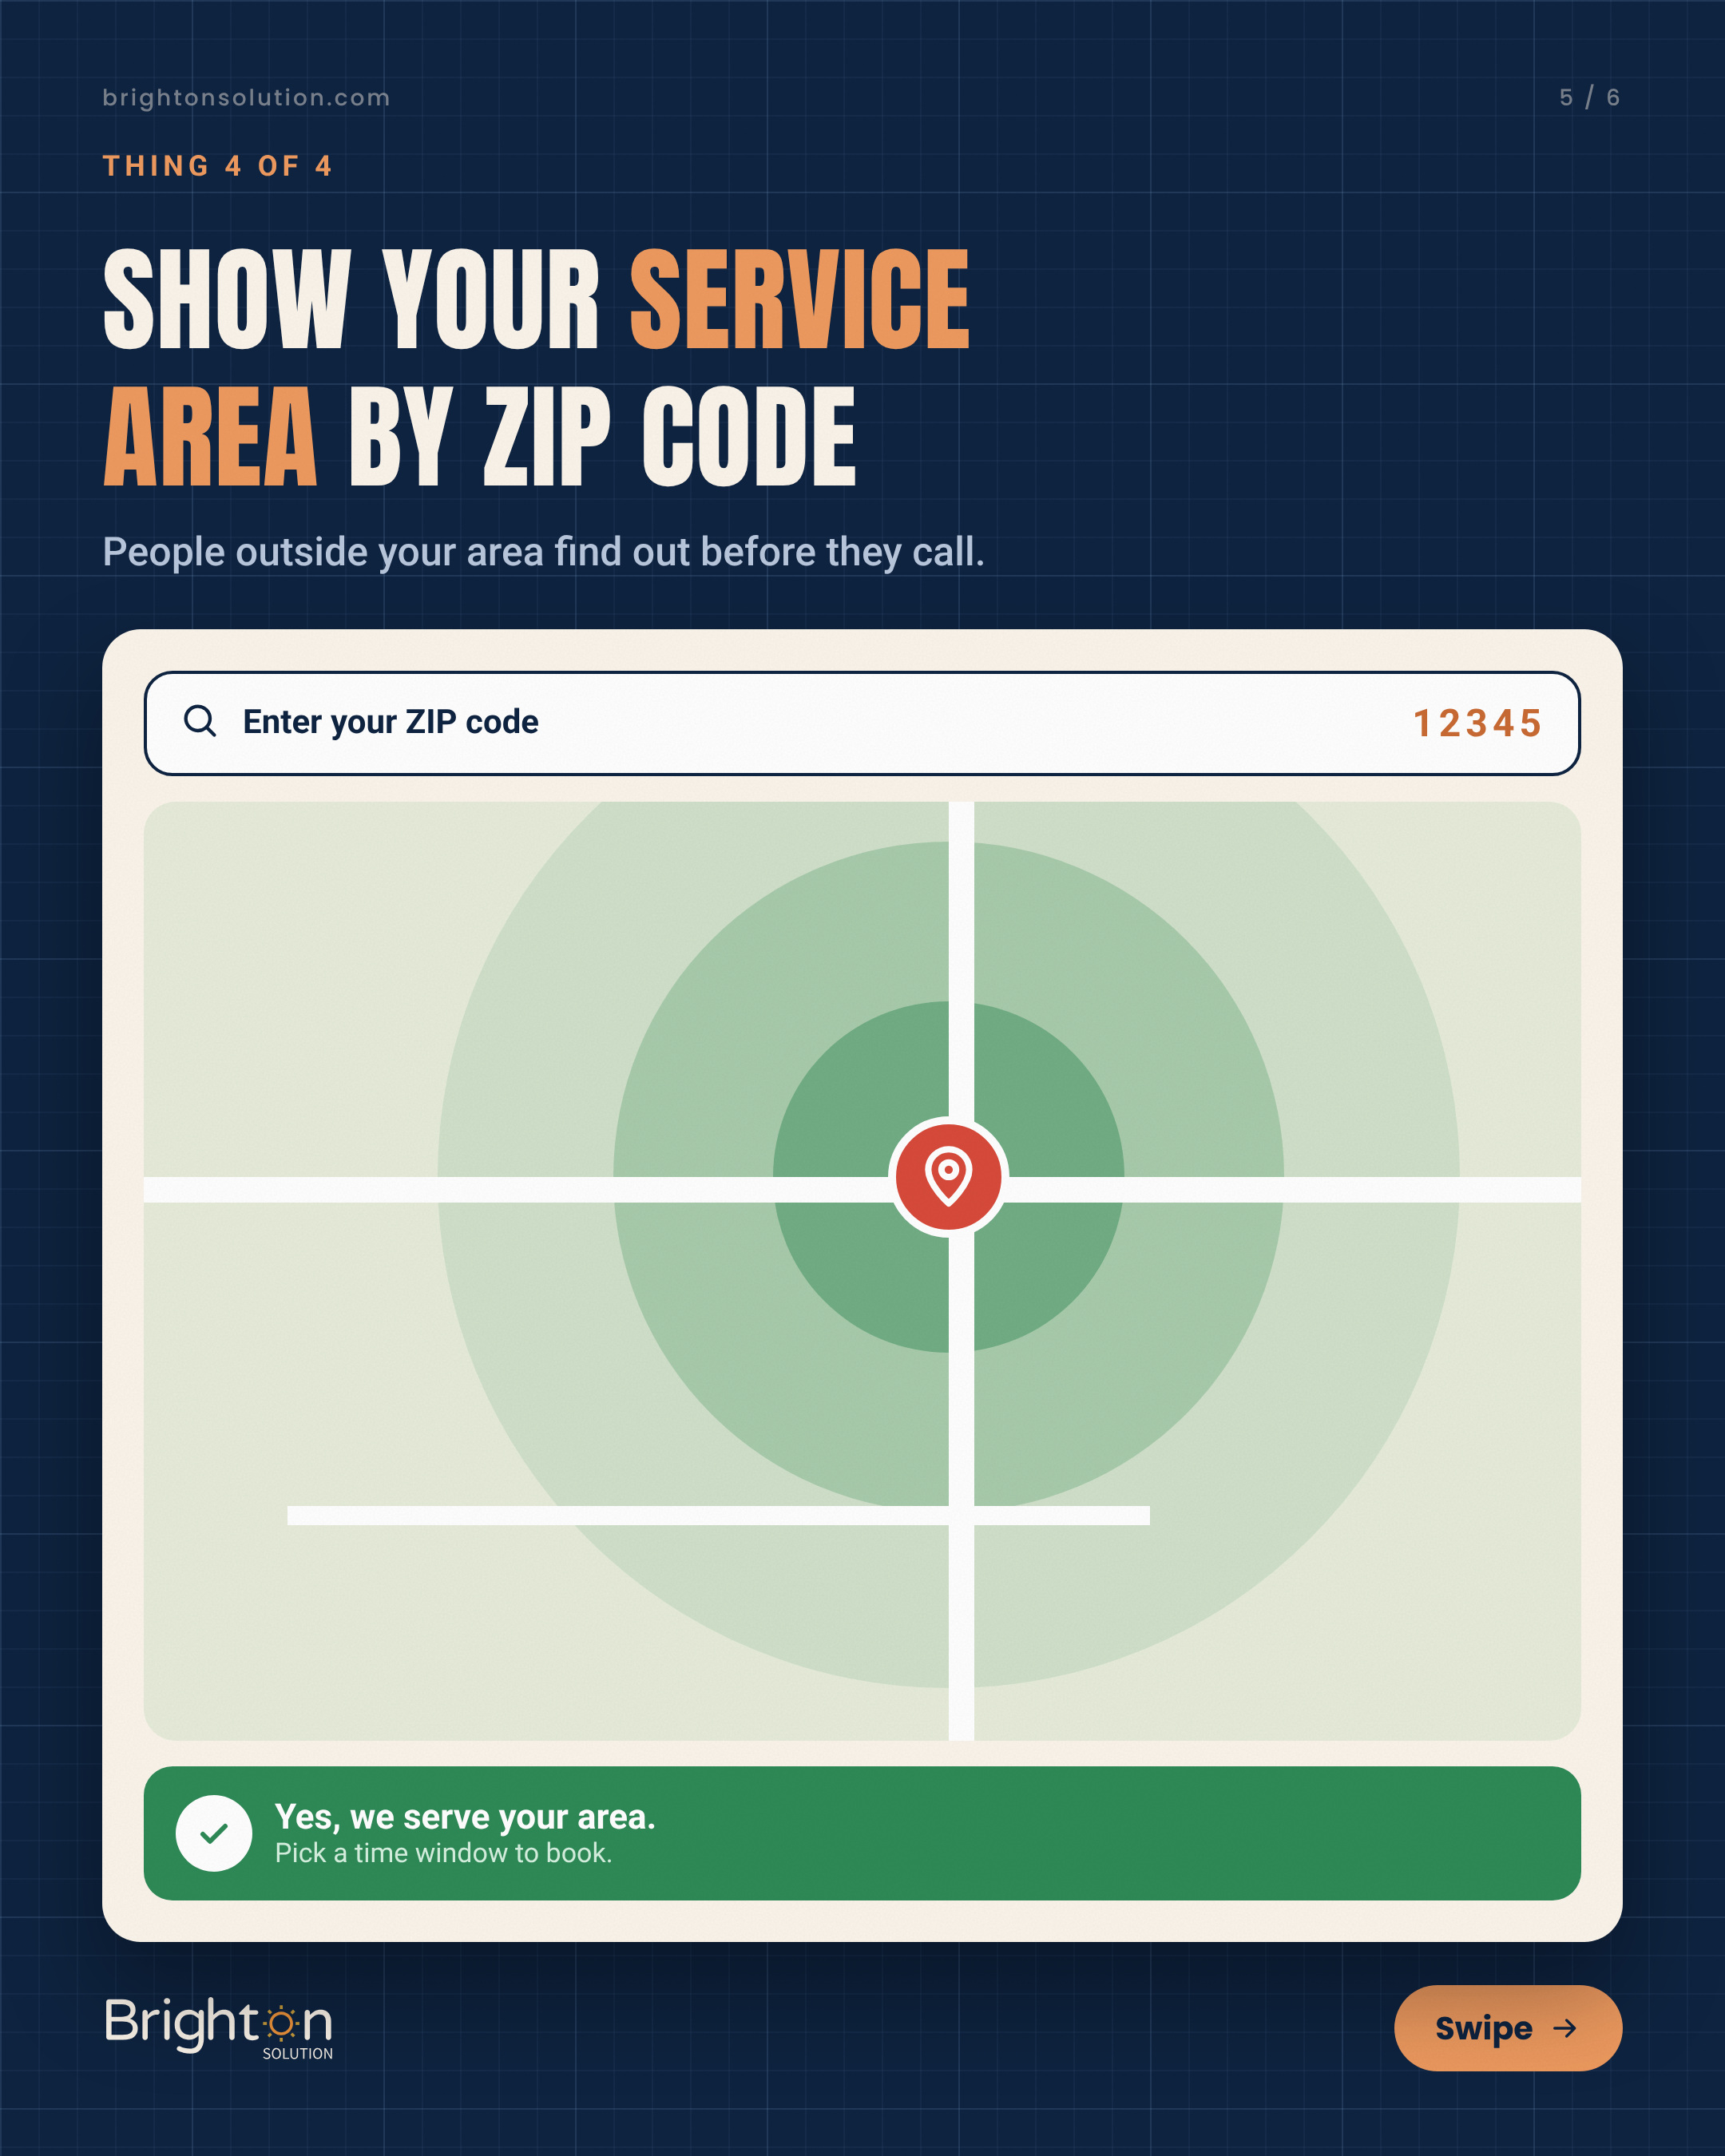 brightonsolution.com
5 / 6
THING 4 OF 4
SHOW YOUR SERVICE
AREA BY ZIP CODE
People outside your area find out before they call.
Enter your ZIP code
12345
Yes, we serve your area.
Pick a time window to book.
Brighton
SOLUTION
Swipe →